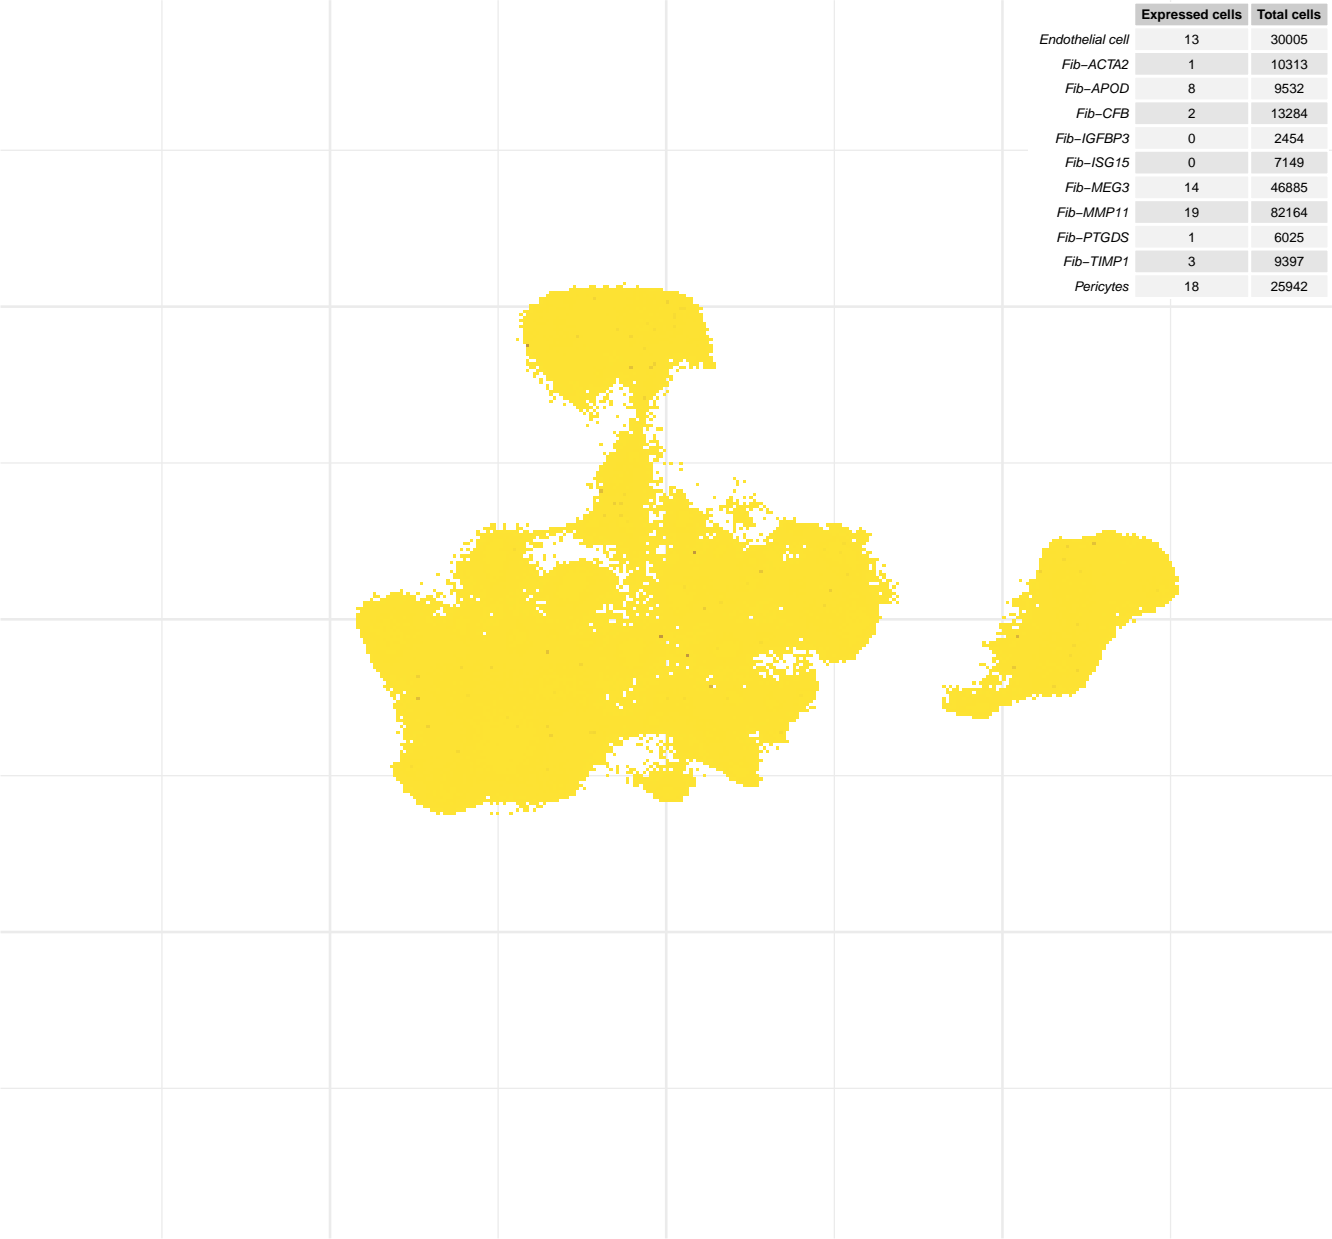 Expressed cells Total cells
Endothelial cell 13 30005
Fib−ACTA2 1 10313
Fib−APOD 8 9532
Fib−CFB 2 13284
Fib−IGFBP3 0 2454
Fib−ISG15 0 7149
Fib−MEG3 14 46885
Fib−MMP11 19 82164
Fib−PTGDS 1 6025
Fib−TIMP1 3 9397
Pericytes 18 25942